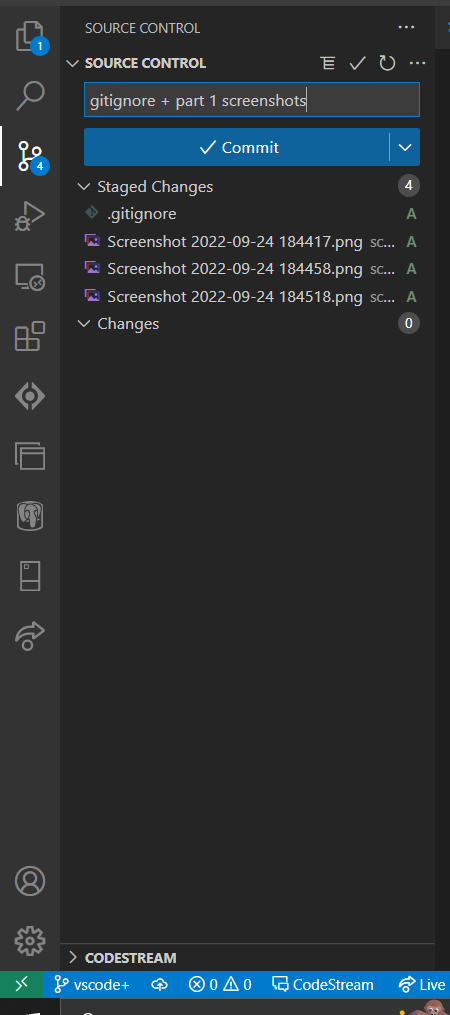 SOURCE CONTROL
SOURCE CONTROL
gitignore + part 1 screenshots
Commit
Staged Changes 4
.gitignore A
Screenshot 2022-09-24 184417.png sc... A
Screenshot 2022-09-24 184458.png sc... A
Screenshot 2022-09-24 184518.png sc... A
Changes 0
1
4
CODESTREAM
vscode+ 0 0 CodeStream Live